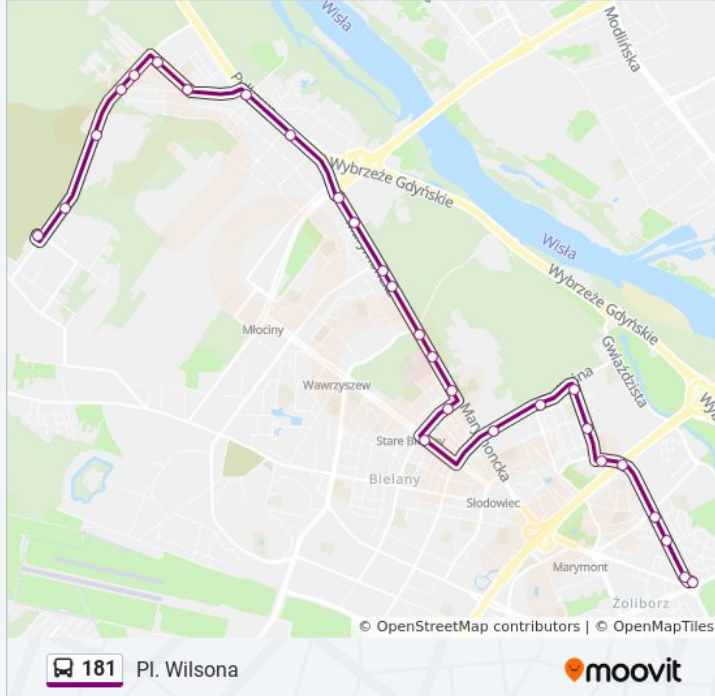 Wisła
Modlińska
Wybrzeże Gdyńskie
Wisła
Wybrzeże Gdyńskie
Młociny
Gwiaździsta
Wawrzyszew
Marymoncka
Bielany
Słodowiec
Marymont
Żoliborz
© OpenStreetMap contributors | © OpenMapTiles
181 Pl. Wilsona
moovit